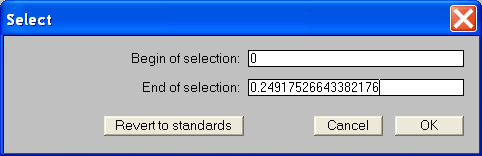 Select
Begin of selection: 0
End of selection: 0.24917526643382176
Revert to standards Cancel OK